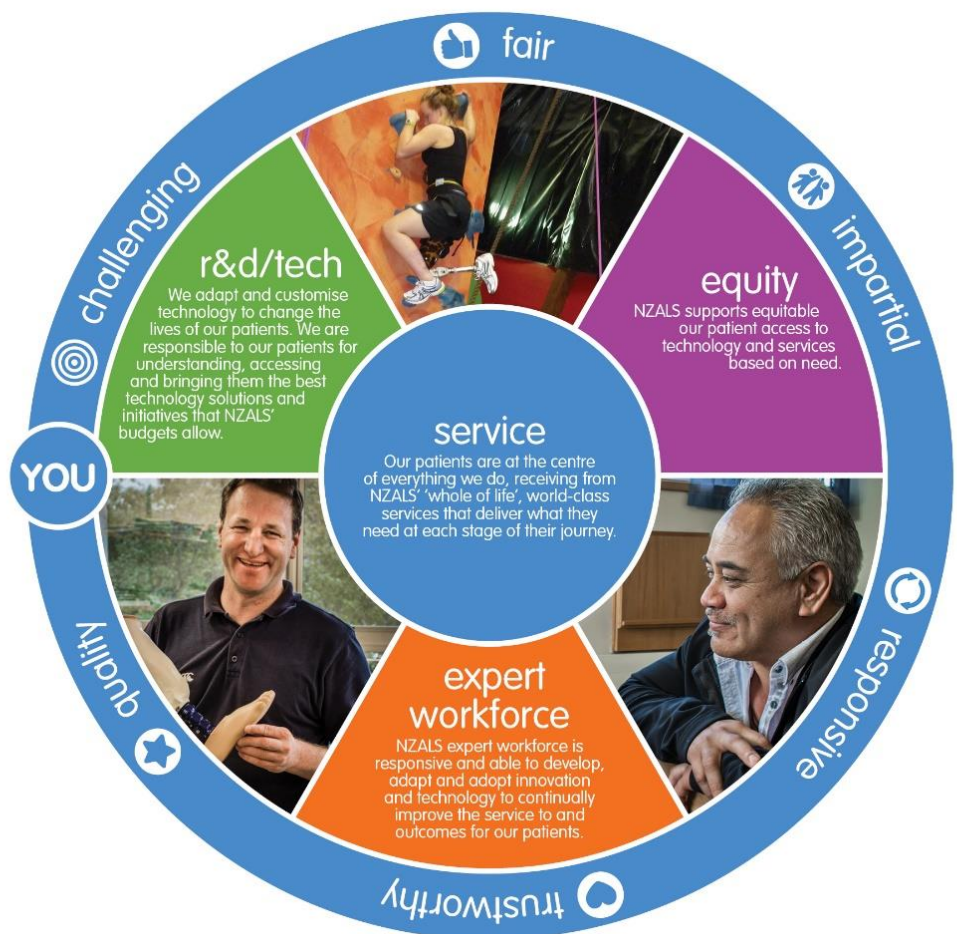 fair
impartial
responsive
trustworthy
quality
YOU
challenging
r&d/tech
We adapt and customise
technology to change the
lives of our patients. We are
responsible to our patients for
understanding, accessing
and bringing them the best
technology solutions and
initiatives that NZALS'
budgets allow.
equity
NZALS supports equitable
our patient access to
technology and services
based on need.
service
Our patients are at the centre
of everything we do, receiving from
NZALS' 'whole of life', world-class
services that deliver what they
need at each stage of their journey.
expert
workforce
NZALS expert workforce is
responsive and able to develop,
adapt and adopt innovation
and technology to continually
improve the service to and
outcomes for our patients.